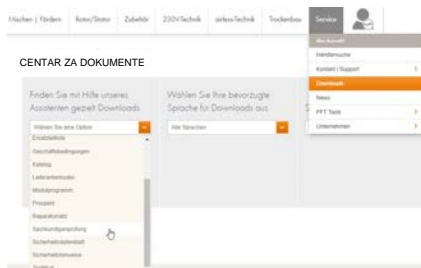 Mischen | Fördern Rotor/Stator Zubehör 230V-Technik airless-Technik Trockenbau Service
Händlersuche
Kontakt | Support
Downloads
News
PFT Tools
Unternehmen
CENTAR ZA DOKUMENTE
Finden Sie mit Hilfe unseres
Assistenten gezielt Downloads
Wählen Sie eine Option
Ersatzteilliste
Geschäftsbedingungen
Katalog
Lieferantenkodex
Modulprogramm
Prospekt
Reparatursatz
Sachkundigenprüfung
Sicherheitsdatenblatt
Sicherheitshinweise
Wählen Sie Ihre bevorzugte
Sprache für Downloads aus
Alle Sprachen